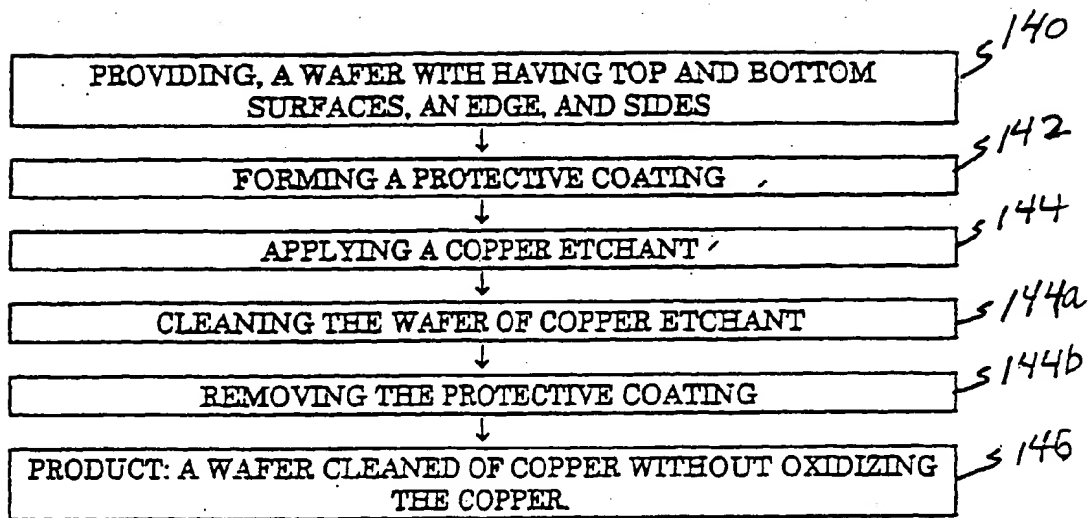 140
PROVIDING, A WAFER WITH HAVING TOP AND BOTTOM
SURFACES, AN EDGE, AND SIDES
↓
142
FORMING A PROTECTIVE COATING
↓
144
APPLYING A COPPER ETCHANT
↓
144a
CLEANING THE WAFER OF COPPER ETCHANT
↓
144b
REMOVING THE PROTECTIVE COATING
↓
146
PRODUCT: A WAFER CLEANED OF COPPER WITHOUT OXIDIZING
THE COPPER.